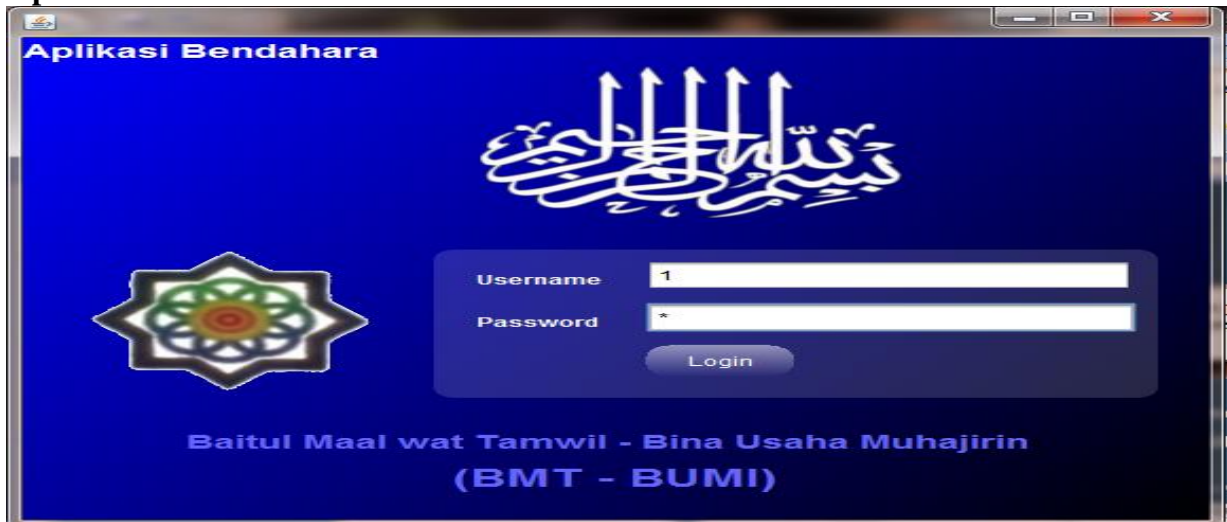 Aplikasi Bendahara
بسم الله الرحمن الرحيم
Username 1
Password *
Login
Baitul Maal wat Tamwil - Bina Usaha Muhajirin
(BMT - BUMI)